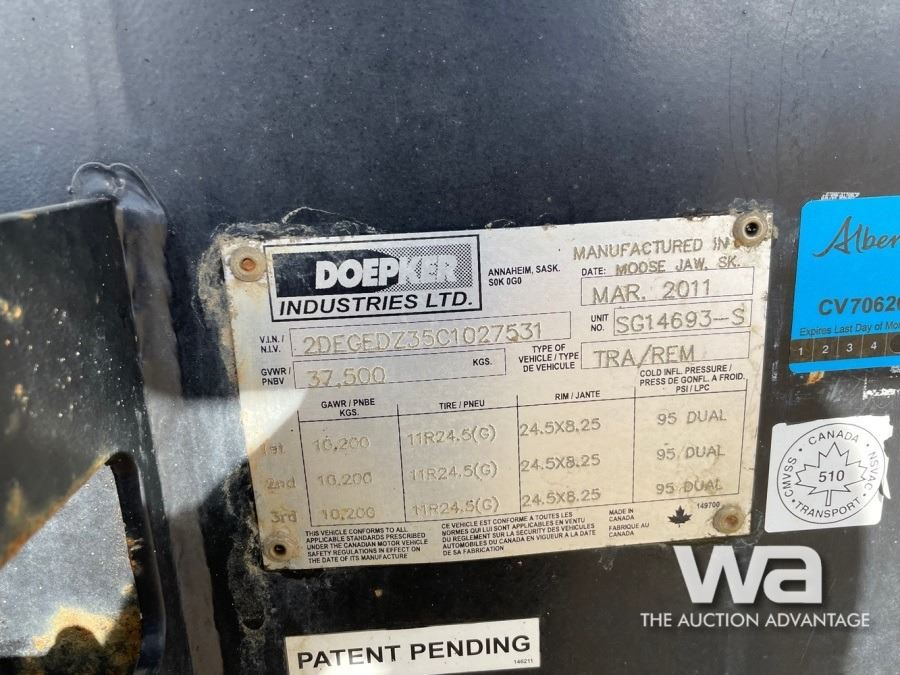 DOEPKER
INDUSTRIES LTD.
ANNAHEIM, SASK.
S0K 0G0
MANUFACTURED IN
DATE: MOOSE JAW, SK.
MAR. 2011
V.I.N./
N.I.V.
2DEGEDZ35C1027531
UNIT
NO.
SG14693-S
GVWR /
PNBV
37,500
KGS.
TYPE OF
VEHICLE / TYPE
DE VEHICULE
TRA/REM
GAWR / PNBE
KGS.
TIRE / PNEU
RIM / JANTE
COLD INFL. PRESSURE /
PRESS DE GONFL. A FROID.
PSI / LPC
1st 10,200 11R24.5(G) 24.5X8.25 95 DUAL
2nd 10,200 11R24.5(G) 24.5X8.25 95 DUAL
3rd 10,200 11R24.5(G) 24.5X8.25 95 DUAL
THIS VEHICLE CONFORMS TO ALL
APPLICABLE STANDARDS PRESCRIBED
UNDER THE CANADIAN MOTOR VEHICLE
SAFETY REGULATIONS IN EFFECT ON
THE DATE OF ITS MANUFACTURE
CE VEHICULE EST CONFORME A TOUTES LES
NORMES QUI LUI SONT APPLICABLES EN VENTU
DU REGLEMENT SUR LA SECURITE DES VEHICULES
AUTOMOBILES DU CANADA EN VIGUEUR A LA DATE
DE SA FABRICATION
MADE IN
CANADA
FABRIQUE AU
CANADA
149700
PATENT PENDING
146211
CV70620
Expires Last Day of
1 2 3 4
CANADA
CMVSS
510
NSVAC
TRANSPORT
wa
THE AUCTION ADVANTAGE